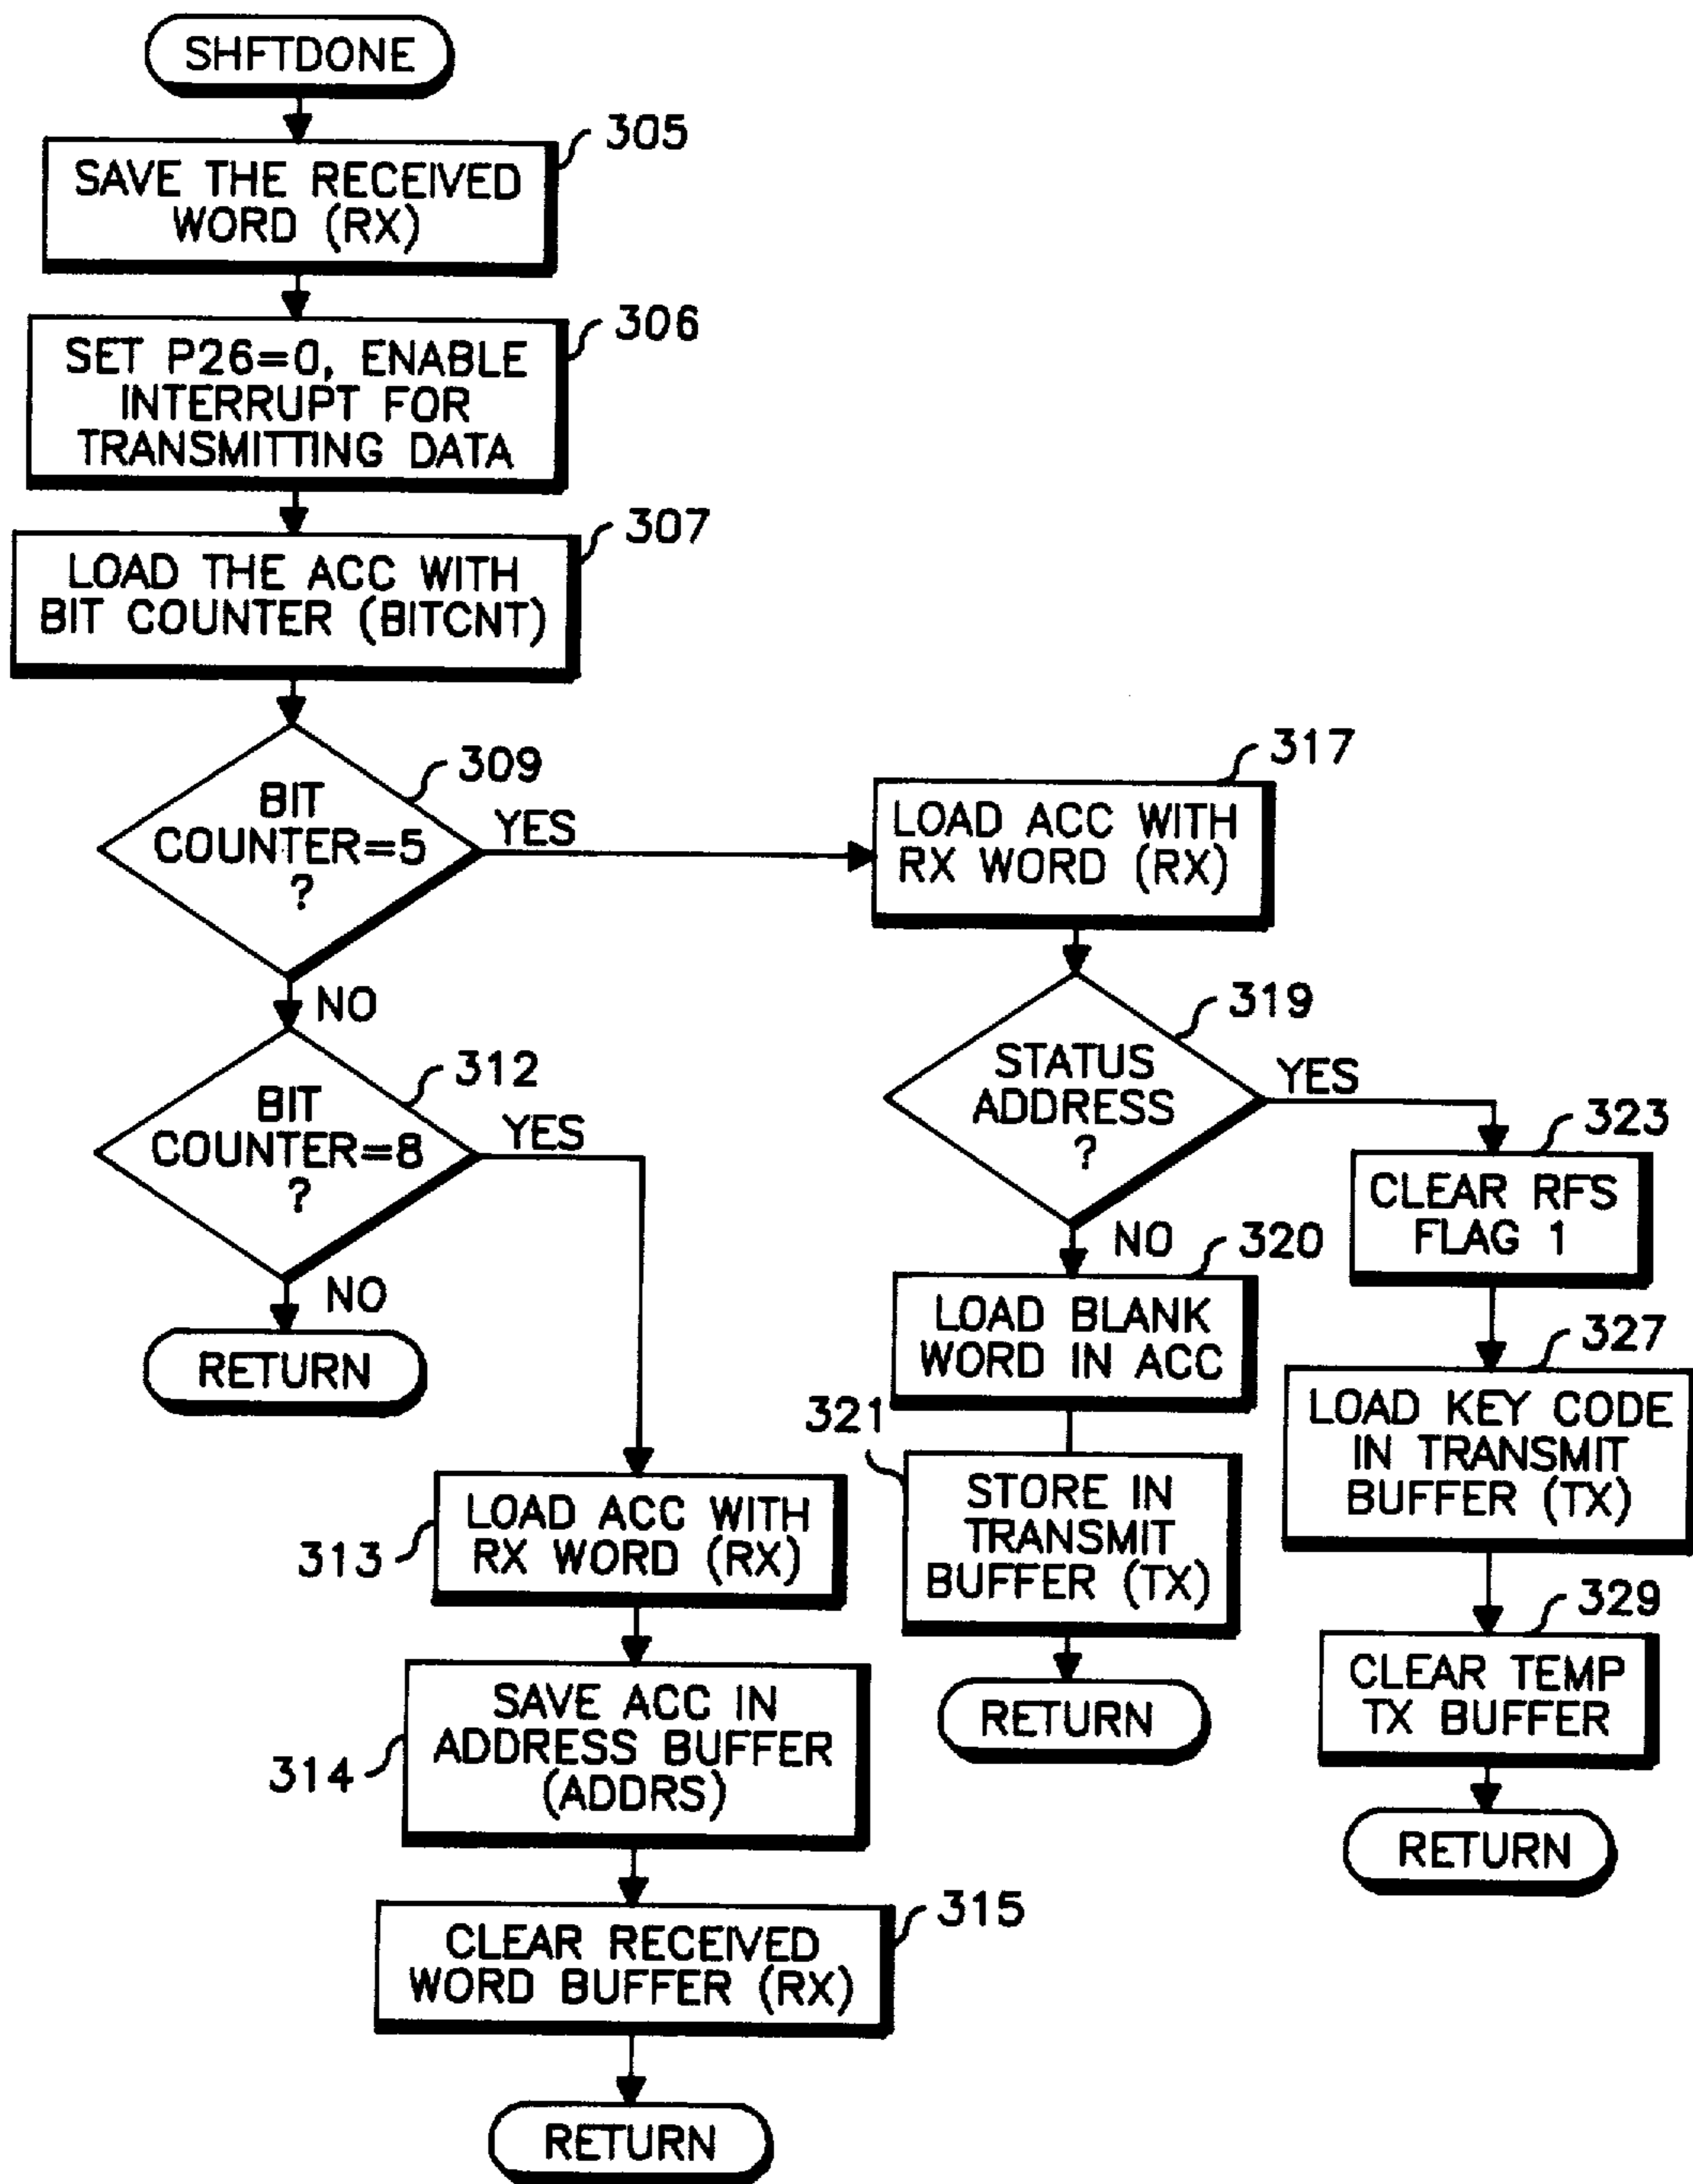 SHFTDONE
305
SAVE THE RECEIVED
WORD (RX)
306
SET P26=0, ENABLE
INTERRUPT FOR
TRANSMITTING DATA
307
LOAD THE ACC WITH
BIT COUNTER (BITCNT)
309
BIT
COUNTER=5
?
YES
NO
312
BIT
COUNTER=8
?
YES
NO
RETURN
313
LOAD ACC WITH
RX WORD (RX)
314
SAVE ACC IN
ADDRESS BUFFER
(ADDRS)
315
CLEAR RECEIVED
WORD BUFFER (RX)
RETURN
317
LOAD ACC WITH
RX WORD (RX)
319
STATUS
ADDRESS
?
YES
NO
320
LOAD BLANK
WORD IN ACC
321
STORE IN
TRANSMIT
BUFFER (TX)
RETURN
323
CLEAR RFS
FLAG 1
327
LOAD KEY CODE
IN TRANSMIT
BUFFER (TX)
329
CLEAR TEMP
TX BUFFER
RETURN